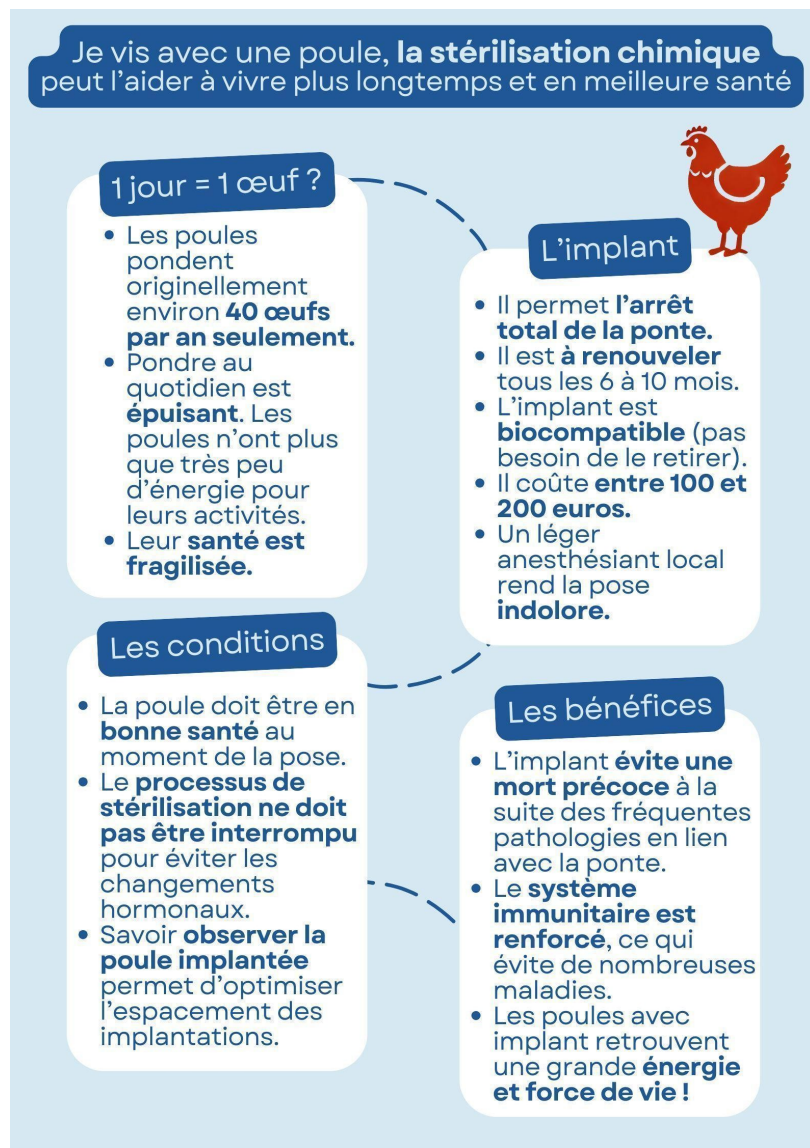 Je vis avec une poule, la stérilisation chimique
peut l'aider à vivre plus longtemps et en meilleure santé
1 jour = 1 œuf ?
• Les poules
pondent
originellement
environ 40 œufs
par an seulement.
• Pondre au
quotidien est
épuisant. Les
poules n'ont plus
que très peu
d'énergie pour
leurs activités.
• Leur santé est
fragilisée.
L'implant
• Il permet l'arrêt
total de la ponte.
• Il est à renouveler
tous les 6 à 10 mois.
• L'implant est
biocompatible (pas
besoin de le retirer).
• Il coûte entre 100 et
200 euros.
• Un léger
anesthésiant local
rend la pose
indolore.
Les conditions
• La poule doit être en
bonne santé au
moment de la pose.
• Le processus de
stérilisation ne doit
pas être interrompu
pour éviter les
changements
hormonaux.
• Savoir observer la
poule implantée
permet d'optimiser
l'espacement des
implantations.
Les bénéfices
• L'implant évite une
mort précoce à la
suite des fréquentes
pathologies en lien
avec la ponte.
• Le système
immunitaire est
renforcé, ce qui
évite de nombreuses
maladies.
• Les poules avec
implant retrouvent
une grande énergie
et force de vie !